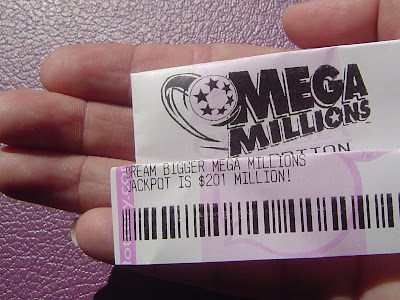 MEGA
MILLIONS
DREAM BIGGER MEGA MILLIONS
JACKPOT IS $201 MILLION!